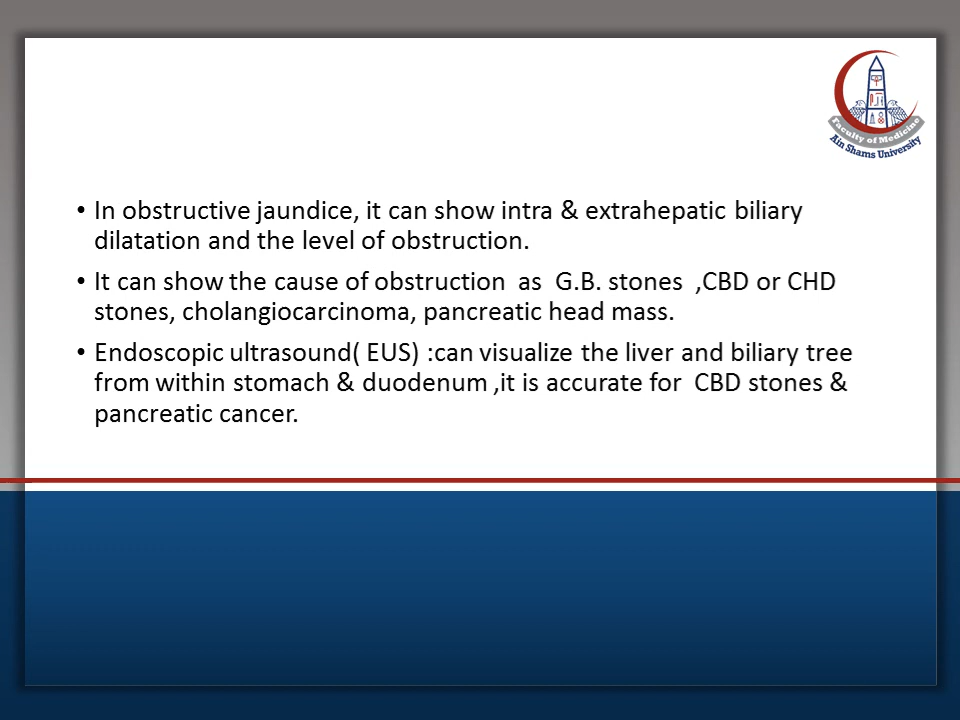 Faculty of Medicine
Ain Shams University
• In obstructive jaundice, it can show intra & extrahepatic biliary
dilatation and the level of obstruction.
• It can show the cause of obstruction  as  G.B. stones  ,CBD or CHD
stones, cholangiocarcinoma, pancreatic head mass.
• Endoscopic ultrasound( EUS) :can visualize the liver and biliary tree
from within stomach & duodenum ,it is accurate for  CBD stones &
pancreatic cancer.